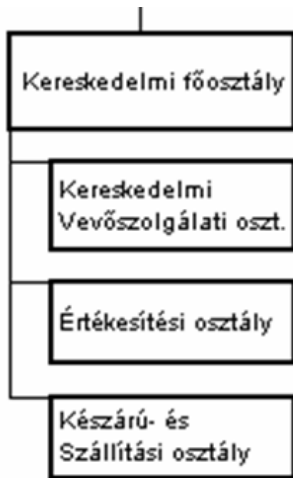 Kereskedelmi főosztály
Kereskedelmi
Vevőszolgálati oszt.
Értékesítési osztály
Készárú- és
Szállítási osztály